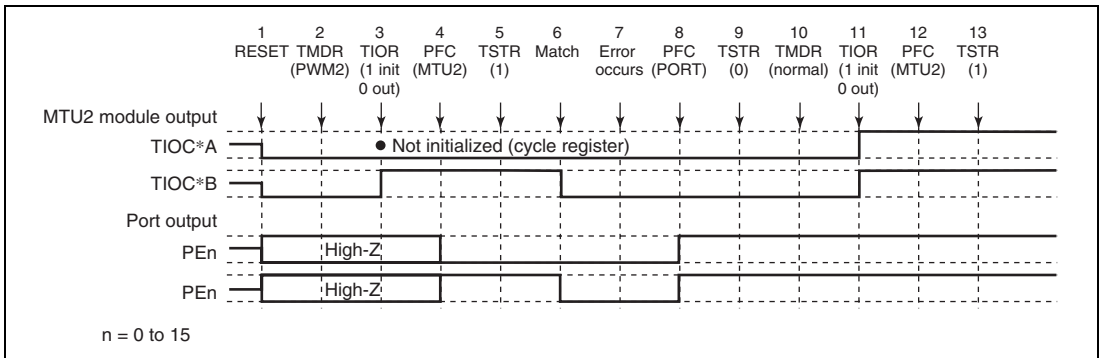 1 2 3 4 5 6 7 8 9 10 11 12 13
RESET TMDR TIOR PFC TSTR Match Error PFC TSTR TMDR TIOR PFC TSTR
(PWM2) (1 init (MTU2) (1) occurs (PORT) (0) (normal) (1 init (MTU2) (1)
0 out) 0 out)
MTU2 module output
TIOC*A ● Not initialized (cycle register)
TIOC*B
Port output
PEn High-Z
PEn High-Z
n = 0 to 15